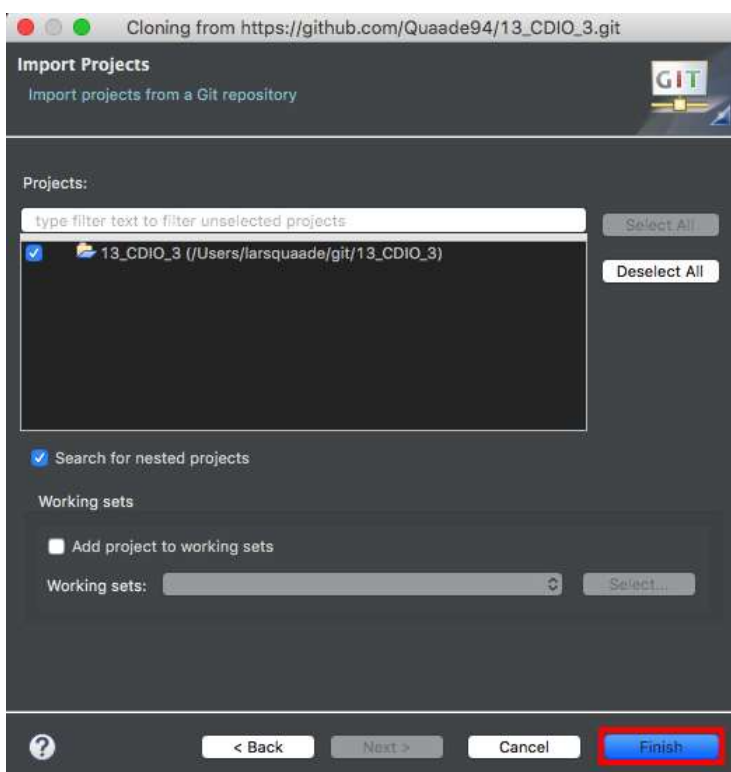 Cloning from https://github.com/Quaade94/13_CDIO_3.git
Import Projects
Import projects from a Git repository
GIT
Projects:
type filter text to filter unselected projects
Select All
13_CDIO_3 (/Users/larsquaade/git/13_CDIO_3)
Deselect All
Search for nested projects
Working sets
Add project to working sets
Working sets:
Select...
?
< Back
Next >
Cancel
Finish